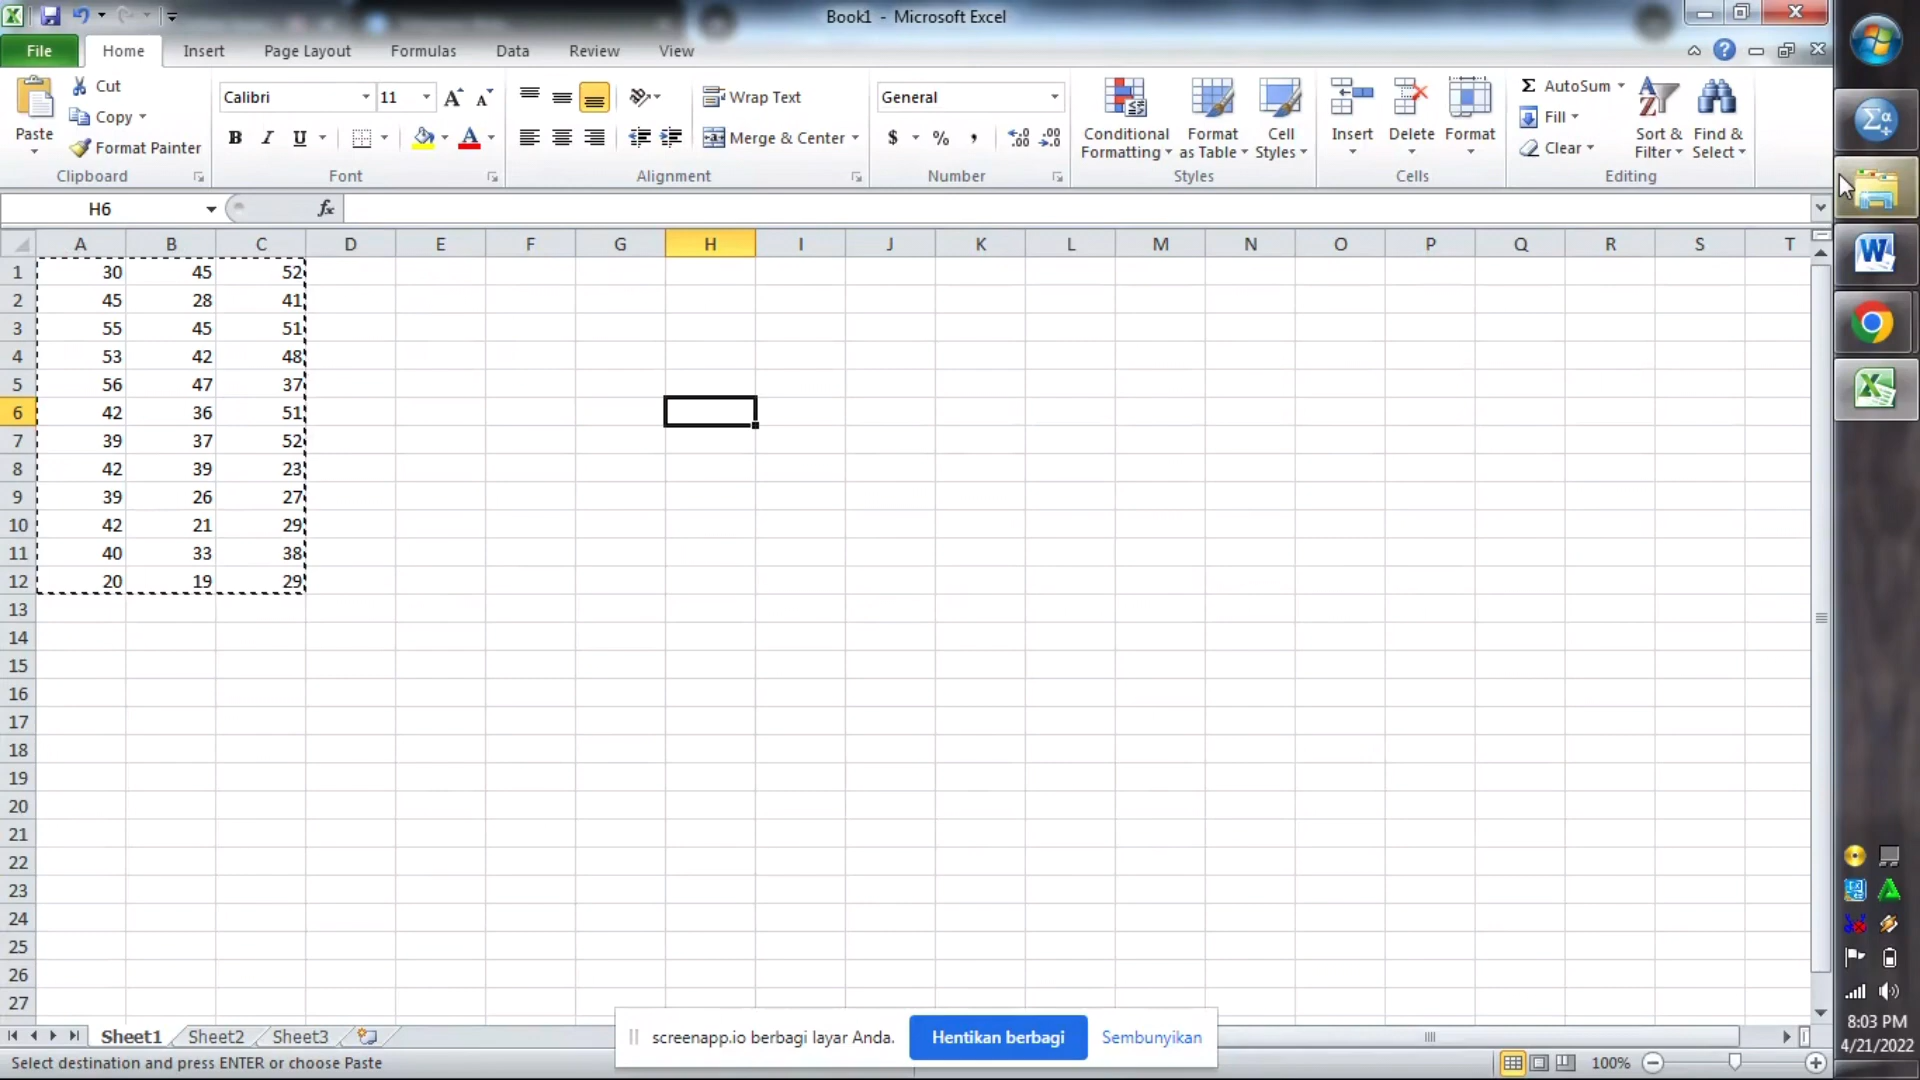 Book1 - Microsoft Excel
File Home Insert Page Layout Formulas Data Review View
Paste
Cut
Copy
Format Painter
Clipboard
Calibri 11
B I U A
Font
Wrap Text
Merge & Center
Alignment
General
$ % ,
Number
Conditional Formatting
Format as Table
Cell Styles
Styles
Insert Delete Format
Cells
Σ AutoSum
Fill
Clear
Sort & Filter
Find & Select
Editing
H6 fx
A B C D E F G H I J K L M N O P Q R S T
1 30 45 52
2 45 28 41
3 55 45 51
4 53 42 48
5 56 47 37
6 42 36 51
7 39 37 52
8 42 39 23
9 39 26 27
10 42 21 29
11 40 33 38
12 20 19 29
13
14
15
16
17
18
19
20
21
22
23
24
25
26
27
Sheet1 Sheet2 Sheet3
screenapp.io berbagi layar Anda. Hentikan berbagi Sembunyikan
Select destination and press ENTER or choose Paste
100%
8:03 PM
4/21/2022